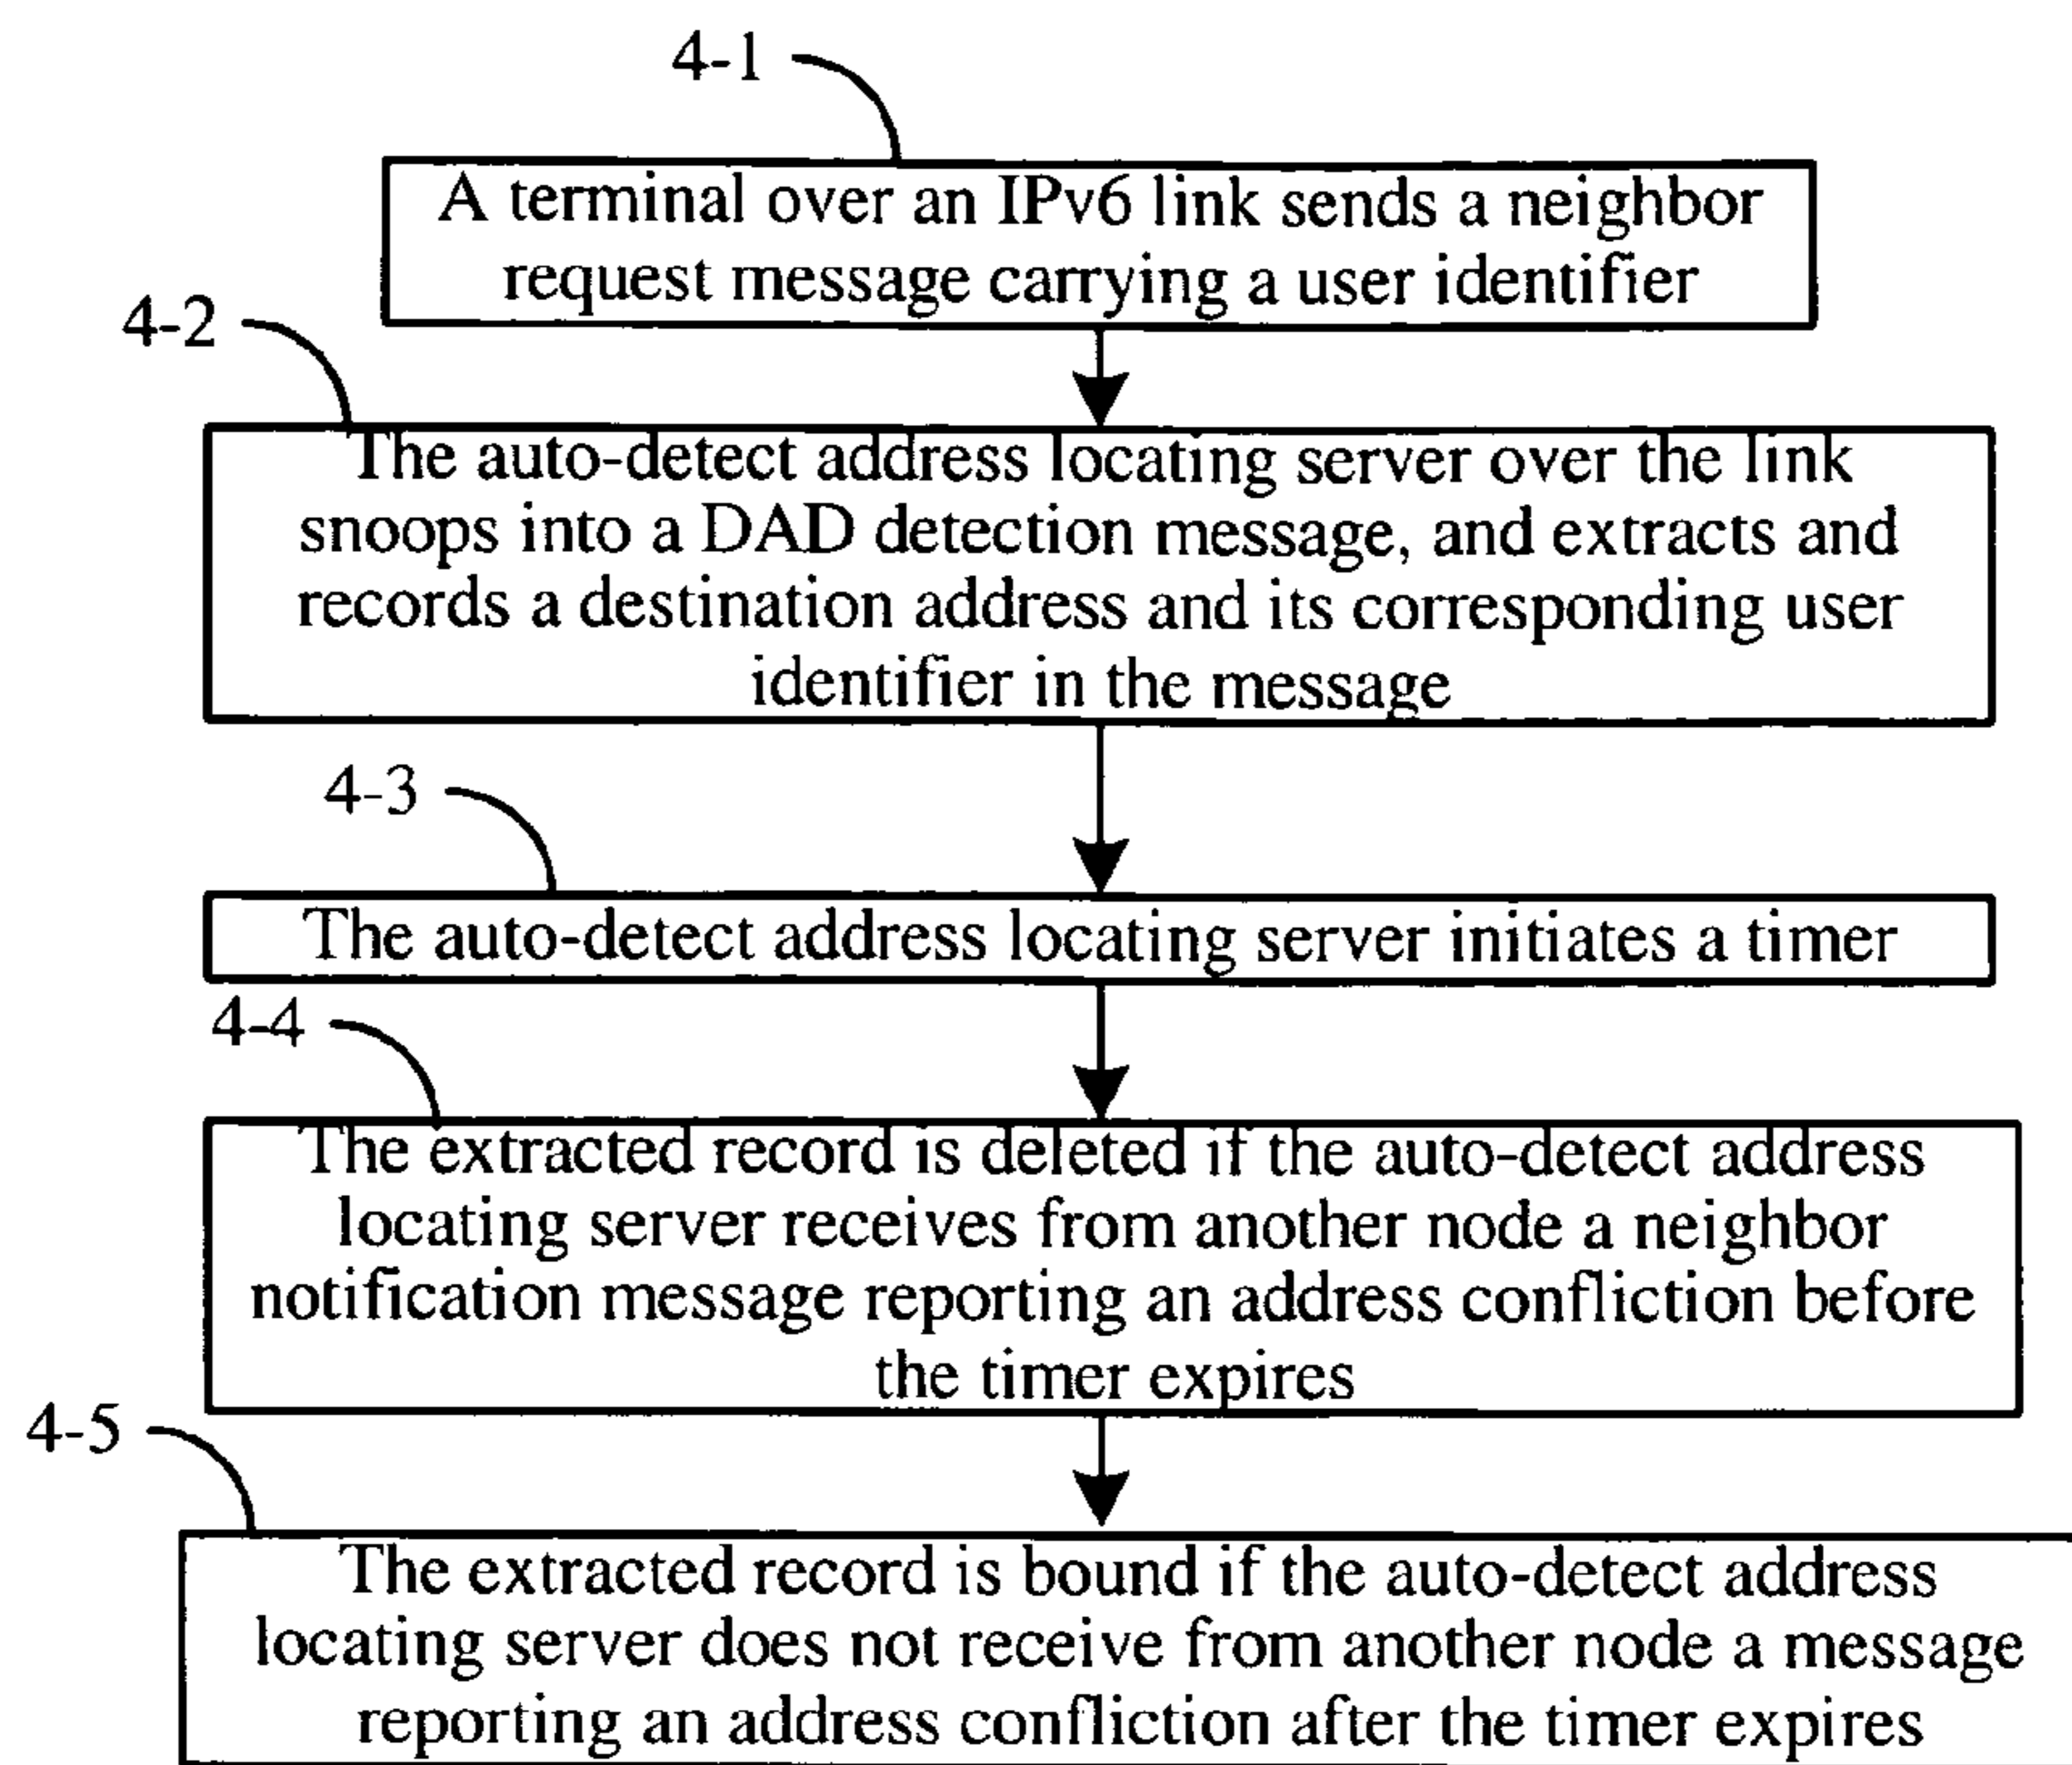 4-1
A terminal over an IPv6 link sends a neighbor
request message carrying a user identifier
4-2
The auto-detect address locating server over the link
snoops into a DAD detection message, and extracts and
records a destination address and its corresponding user
identifier in the message
4-3
The auto-detect address locating server initiates a timer
4-4
The extracted record is deleted if the auto-detect address
locating server receives from another node a neighbor
notification message reporting an address confliction before
the timer expires
4-5
The extracted record is bound if the auto-detect address
locating server does not receive from another node a message
reporting an address confliction after the timer expires